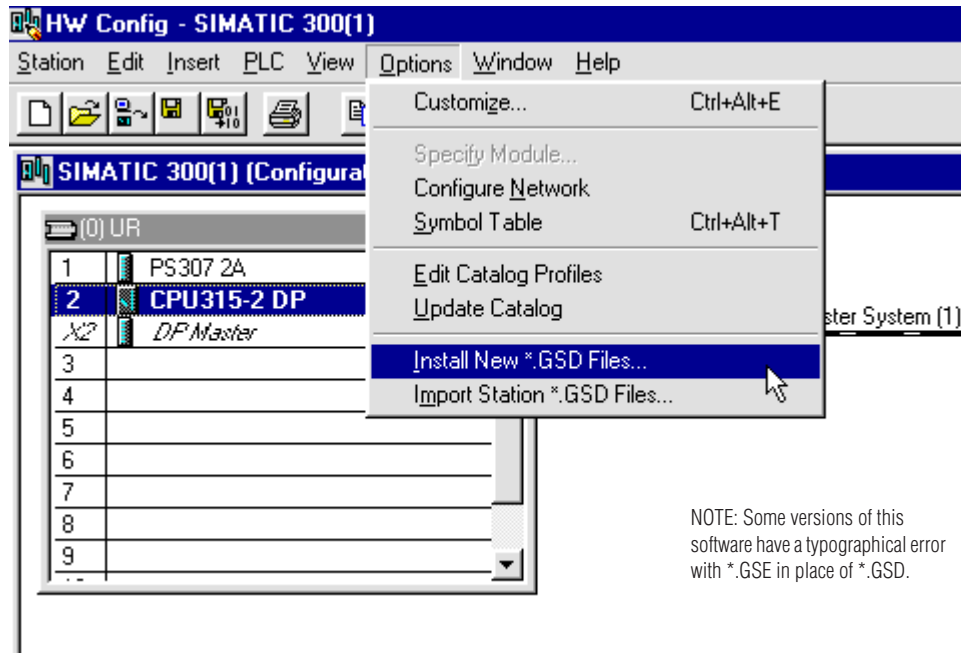 HW Config - SIMATIC 300(1)
Station Edit Insert PLC View Options Window Help
Customize... Ctrl+Alt+E
Specify Module...
Configure Network
Symbol Table Ctrl+Alt+T
Edit Catalog Profiles
Update Catalog
Install New *.GSD Files...
Import Station *.GSD Files...
SIMATIC 300(1) (Configurat
(0) UR
1 PS307 2A
2 CPU315-2 DP
X2 DP Master
3
4
5
6
7
8
9
ster System (1)
NOTE: Some versions of this
software have a typographical error
with *.GSE in place of *.GSD.